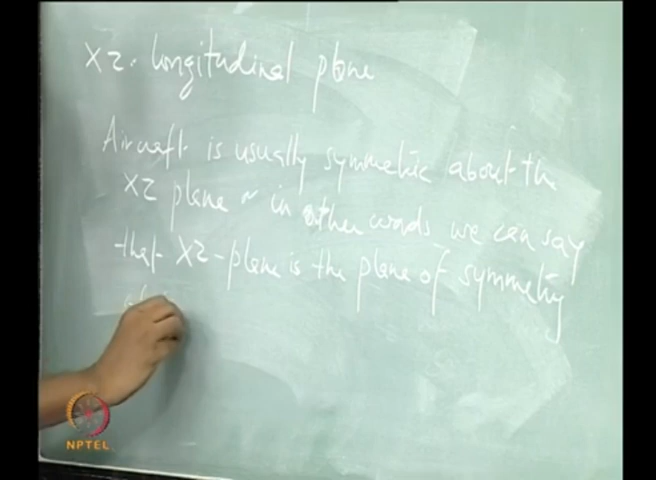 XZ - longitudinal plane
Aircraft is usually symmetric about the
XZ plane ~ in other words we can say
that XZ-plane is the plane of symmetry
NPTEL